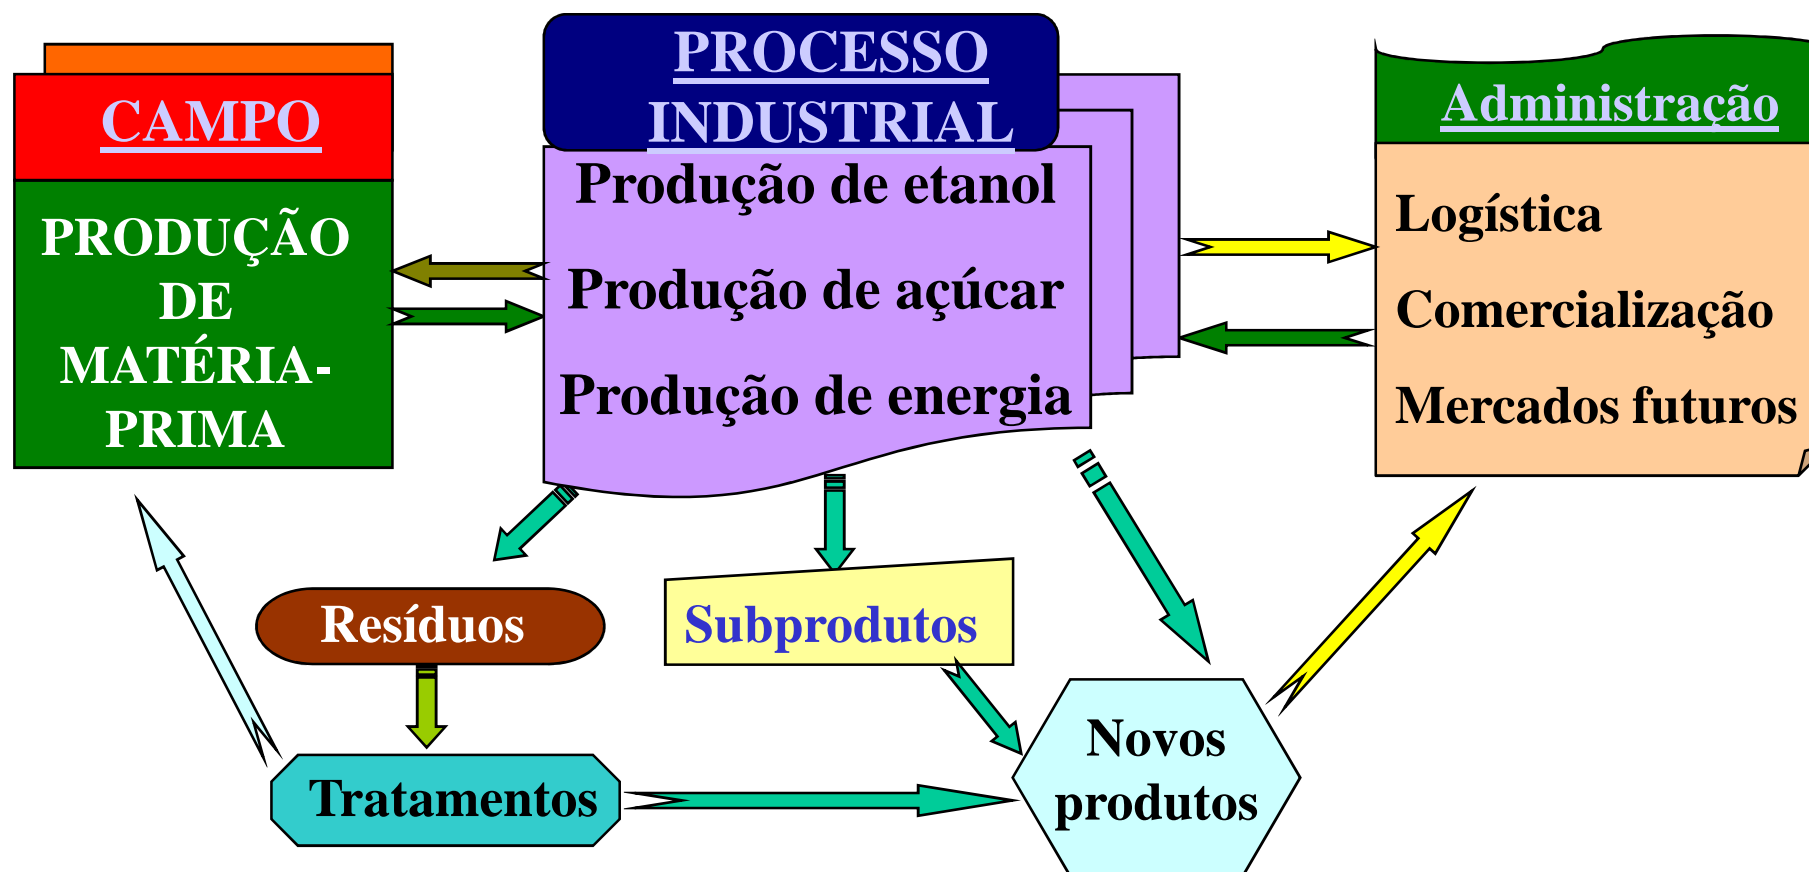 CAMPO
PRODUÇÃO
DE
MATÉRIA-
PRIMA
PROCESSO
INDUSTRIAL
Produção de etanol
Produção de açúcar
Produção de energia
Administração
Logística
Comercialização
Mercados futuros
Resíduos
Subprodutos
Tratamentos
Novos
produtos